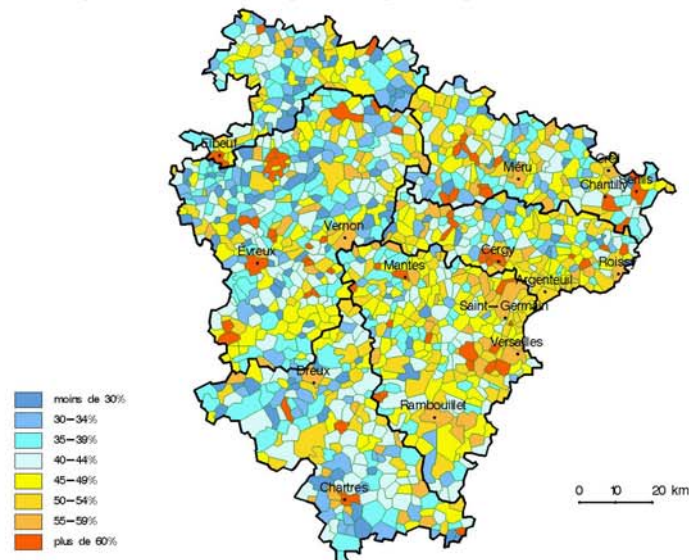 Elbeuf
Méru
Creil
Chantilly
Senlis
Vernon
Évreux
Cergy
Roissy
Mantes
Argenteuil
Saint-Germain
Versailles
Dreux
Rambouillet
Chartres
moins de 30%
30-34%
35-39%
40-44%
45-49%
50-54%
55-59%
plus de 60%
0 10 20 km